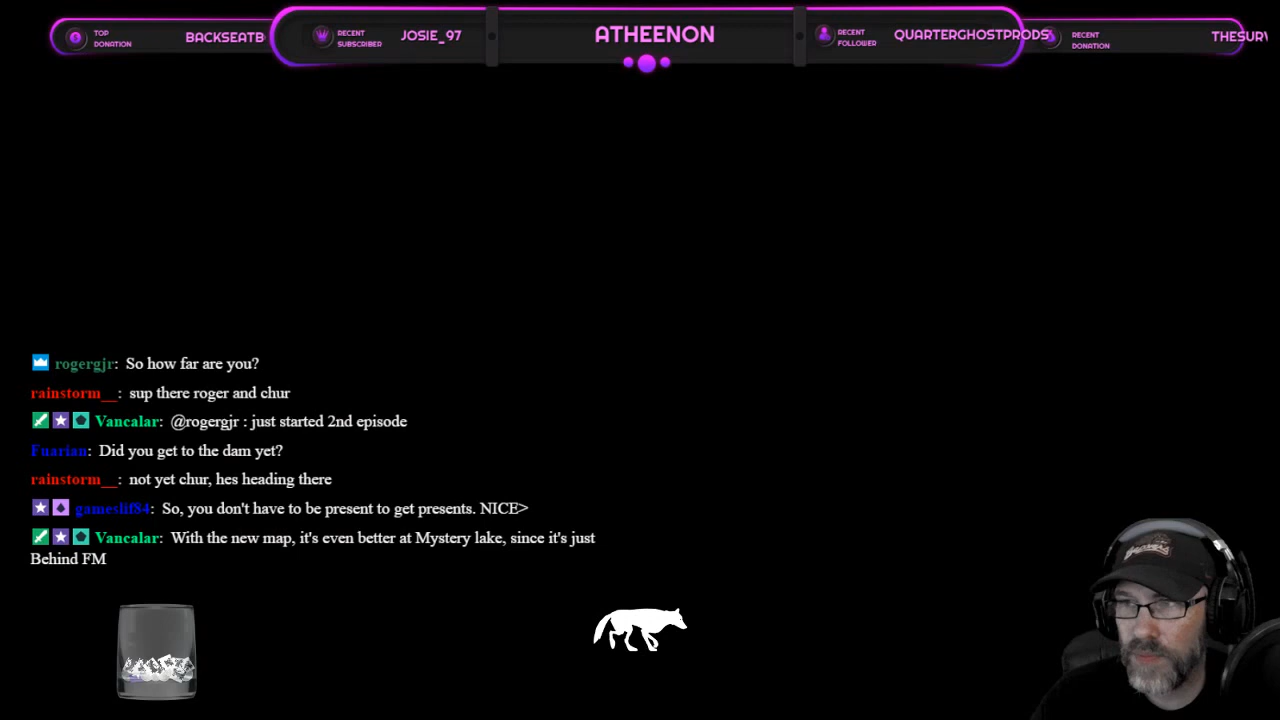 TOP
DONATION
BACKSEATB
RECENT
SUBSCRIBER
JOSIE_97
ATHEENON
RECENT
FOLLOWER
QUARTERGHOSTPRODS
RECENT
DONATION
THESURV
rogergjr: So how far are you?
rainstorm__: sup there roger and chur
Vancalar: @rogergjr : just started 2nd episode
Fuarian: Did you get to the dam yet?
rainstorm__: not yet chur, hes heading there
gameslif84: So, you don't have to be present to get presents. NICE>
Vancalar: With the new map, it's even better at Mystery lake, since it's just
Behind FM